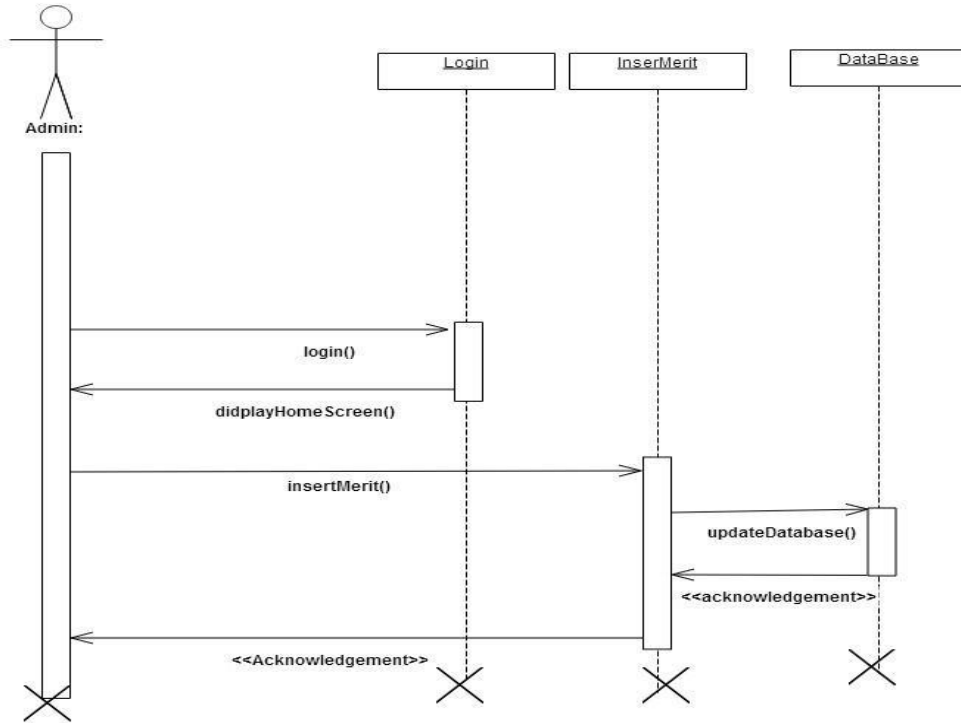 Login
InserMerit
DataBase
Admin:
login()
didplayHomeScreen()
insertMerit()
updateDatabase()
<<acknowledgement>>
<<Acknowledgement>>